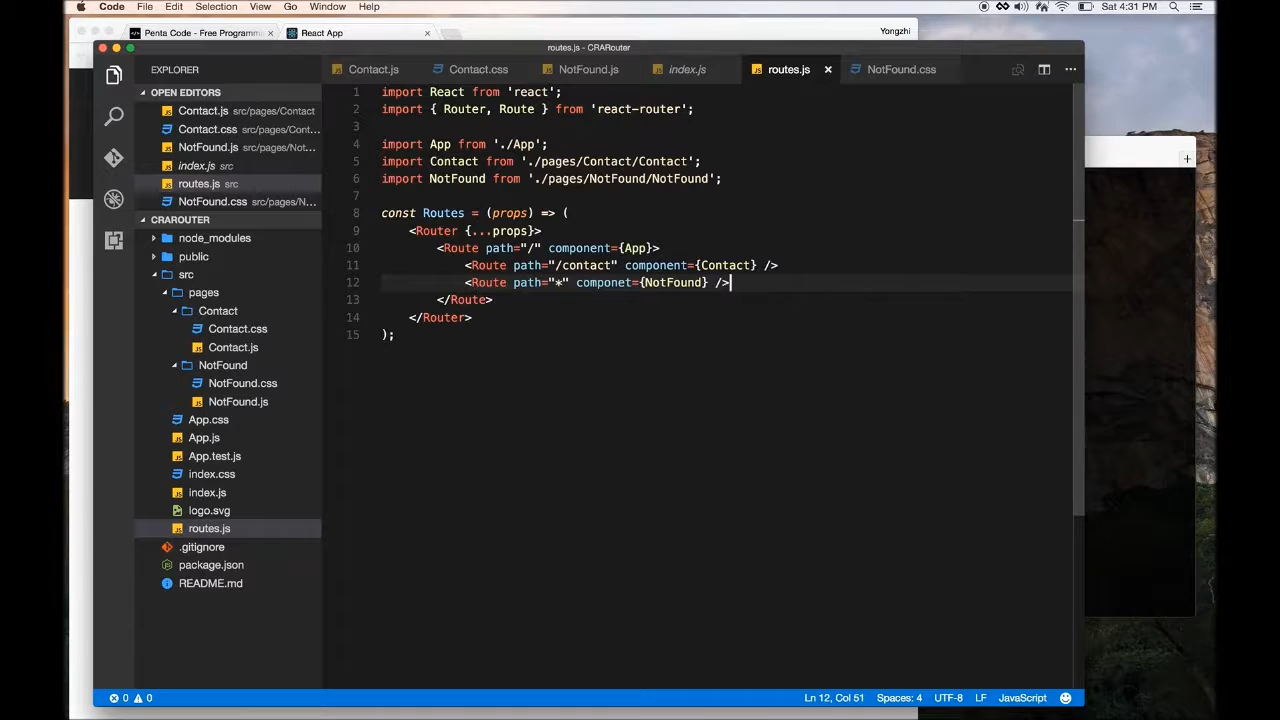 Code File Edit Selection View Go Window Help Sat 4:31 PM
Penta Code - Free Programm × React App × Yongzhi
routes.js - CRARouter
EXPLORER
Contact.js Contact.css NotFound.js index.js routes.js × NotFound.css
OPEN EDITORS
Contact.js src/pages/Contact
Contact.css src/pages/Cont...
NotFound.js src/pages/Not...
index.js src
routes.js src
NotFound.css src/pages/N...
CRAROUTER
node_modules
public
src
pages
Contact
Contact.css
Contact.js
NotFound
NotFound.css
NotFound.js
App.css
App.js
App.test.js
index.css
index.js
logo.svg
routes.js
.gitignore
package.json
README.md
1 import React from 'react';
2 import { Router, Route } from 'react-router';
3
4 import App from './App';
5 import Contact from './pages/Contact/Contact';
6 import NotFound from './pages/NotFound/NotFound';
7
8 const Routes = (props) => (
9 <Router {...props}>
10 <Route path="/" component={App}>
11 <Route path="/contact" component={Contact} />
12 <Route path="*" componet={NotFound} />
13 </Route>
14 </Router>
15 );
0 0 Ln 12, Col 51 Spaces: 4 UTF-8 LF JavaScript